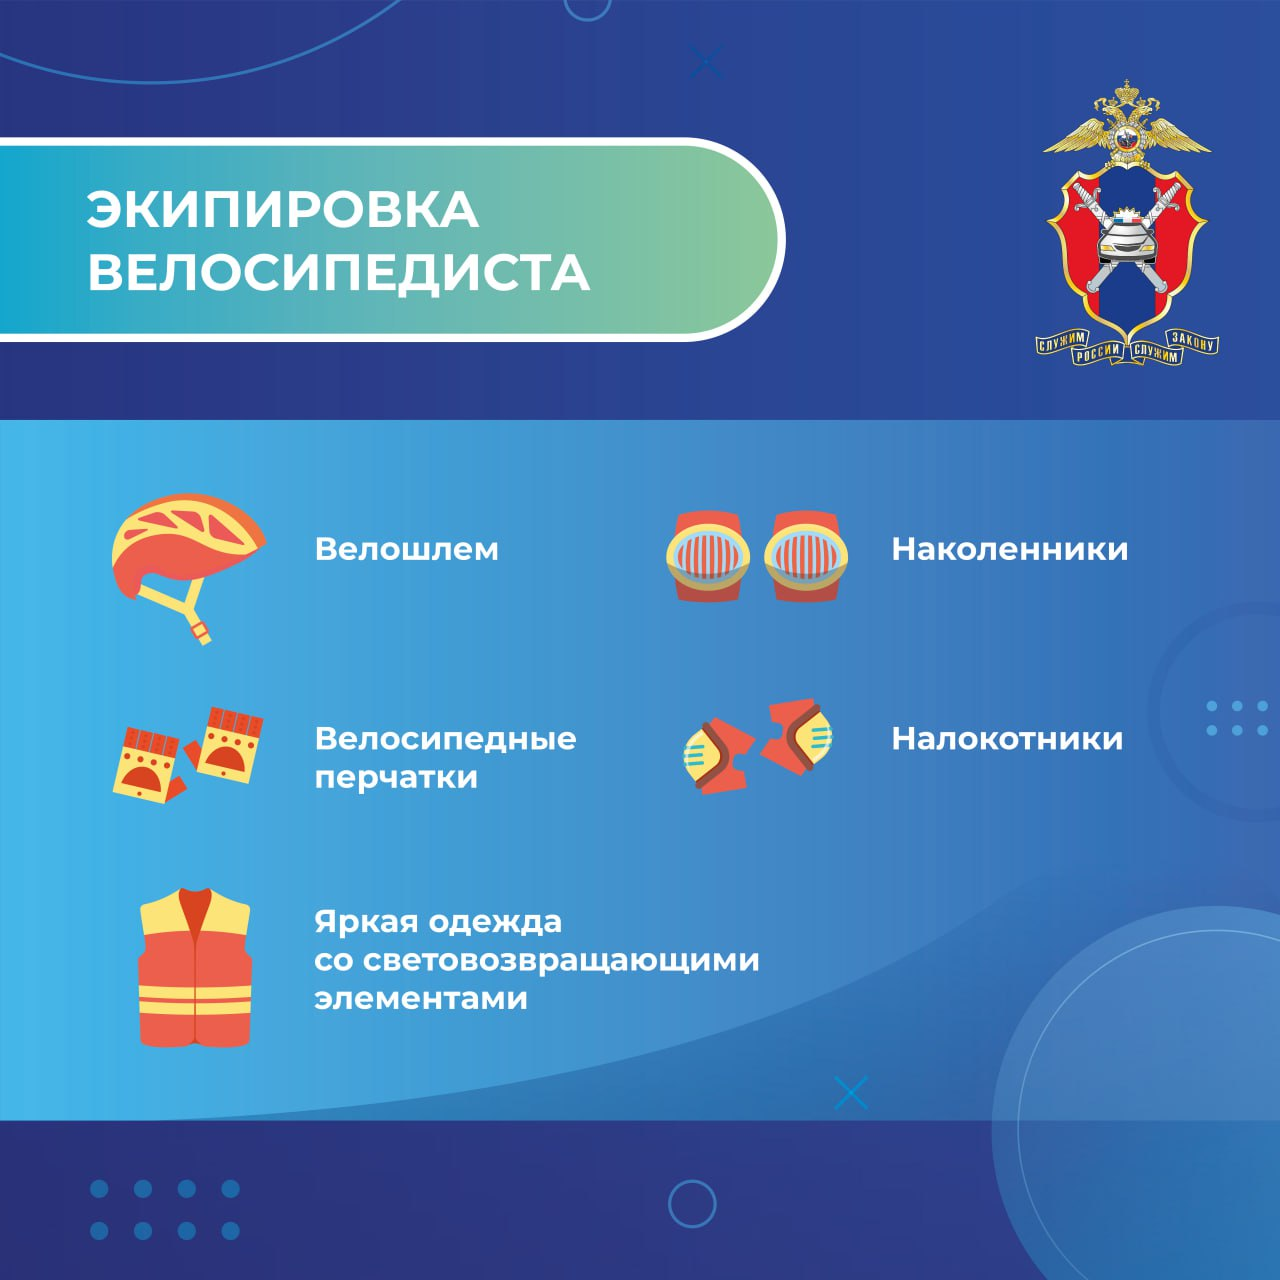 ЭКИПИРОВКА
ВЕЛОСИПЕДИСТА
СЛУЖИМ
РОССИИ
СЛУЖИМ
ЗАКОНУ
Велошлем
Наколенники
Велосипедные
перчатки
Налокотники
Яркая одежда
со световозвращающими
элементами